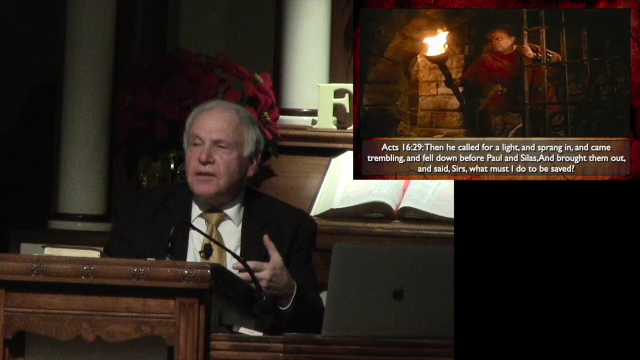 F
Acts 16:29:Then he called for a light, and sprang in, and came
trembling, and fell down before Paul and Silas,And brought them out,
and said, Sirs, what must I do to be saved?